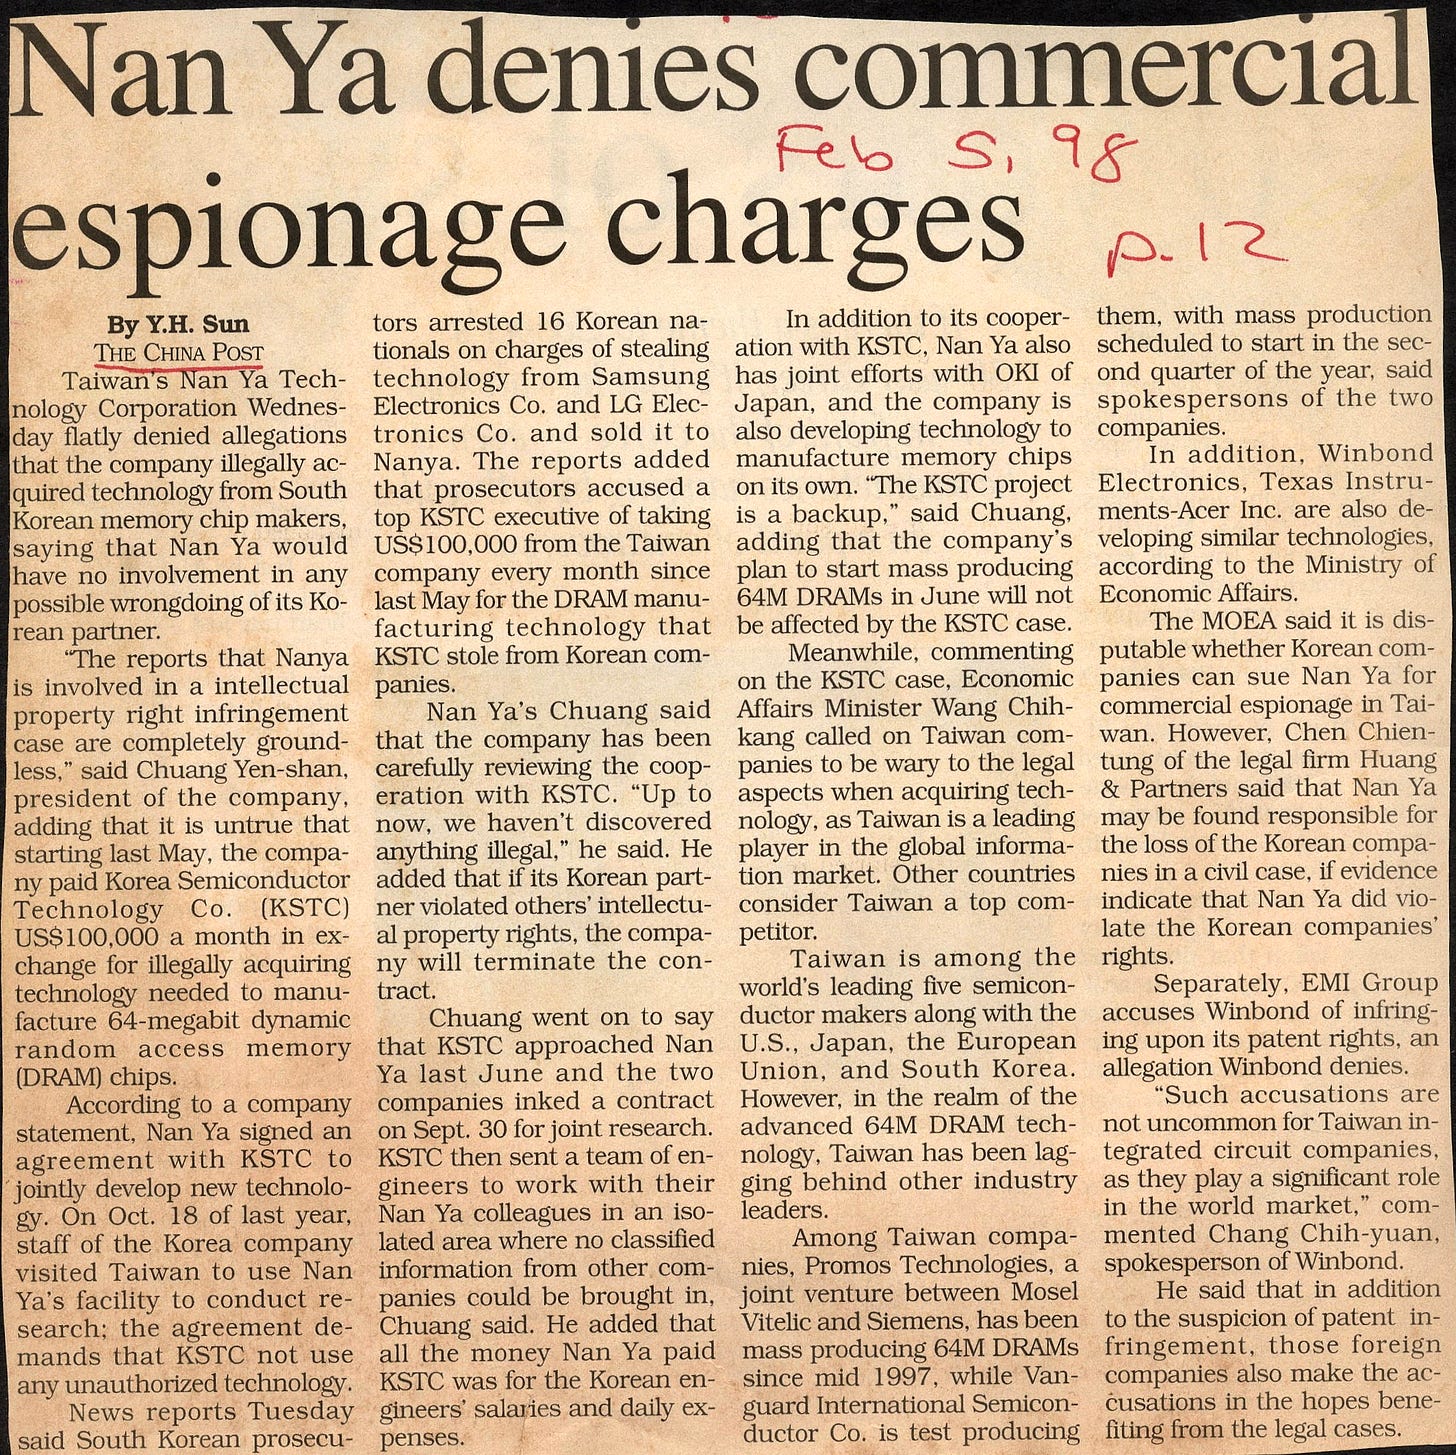 Nan Ya denies commercial
Feb 5, 98
espionage charges
p.12
By Y.H. Sun
THE CHINA POST
Taiwan's Nan Ya Tech-
nology Corporation Wednes-
day flatly denied allegations
that the company illegally ac-
quired technology from South
Korean memory chip makers,
saying that Nan Ya would
have no involvement in any
possible wrongdoing of its Ko-
rean partner.
"The reports that Nanya
is involved in a intellectual
property right infringement
case are completely ground-
less," said Chuang Yen-shan,
president of the company,
adding that it is untrue that
starting last May, the compa-
ny paid Korea Semiconductor
Technology Co. (KSTC)
US$100,000 a month in ex-
change for illegally acquiring
technology needed to manu-
facture 64-megabit dynamic
random access memory
(DRAM) chips.
According to a company
statement, Nan Ya signed an
agreement with KSTC to
jointly develop new technolo-
gy. On Oct. 18 of last year,
staff of the Korea company
visited Taiwan to use Nan
Ya's facility to conduct re-
search; the agreement de-
mands that KSTC not use
any unauthorized technology.
News reports Tuesday
said South Korean prosecu-
tors arrested 16 Korean na-
tionals on charges of stealing
technology from Samsung
Electronics Co. and LG Elec-
tronics Co. and sold it to
Nanya. The reports added
that prosecutors accused a
top KSTC executive of taking
US$100,000 from the Taiwan
company every month since
last May for the DRAM manu-
facturing technology that
KSTC stole from Korean com-
panies.
Nan Ya's Chuang said
that the company has been
carefully reviewing the coop-
eration with KSTC. "Up to
now, we haven't discovered
anything illegal," he said. He
added that if its Korean part-
ner violated others' intellectu-
al property rights, the compa-
ny will terminate the con-
tract.
Chuang went on to say
that KSTC approached Nan
Ya last June and the two
companies inked a contract
on Sept. 30 for joint research.
KSTC then sent a team of en-
gineers to work with their
Nan Ya colleagues in an iso-
lated area where no classified
information from other com-
panies could be brought in,
Chuang said. He added that
all the money Nan Ya paid
KSTC was for the Korean en-
gineers' salaries and daily ex-
penses.
In addition to its cooper-
ation with KSTC, Nan Ya also
has joint efforts with OKI of
Japan, and the company is
also developing technology to
manufacture memory chips
on its own. "The KSTC project
is a backup," said Chuang,
adding that the company's
plan to start mass producing
64M DRAMs in June will not
be affected by the KSTC case.
Meanwhile, commenting
on the KSTC case, Economic
Affairs Minister Wang Chih-
kang called on Taiwan com-
panies to be wary to the legal
aspects when acquiring tech-
nology, as Taiwan is a leading
player in the global informa-
tion market. Other countries
consider Taiwan a top com-
petitor.
Taiwan is among the
world's leading five semicon-
ductor makers along with the
U.S., Japan, the European
Union, and South Korea.
However, in the realm of the
advanced 64M DRAM tech-
nology, Taiwan has been lag-
ging behind other industry
leaders.
Among Taiwan compa-
nies, Promos Technologies, a
joint venture between Mosel
Vitelic and Siemens, has been
mass producing 64M DRAMs
since mid 1997, while Van-
guard International Semicon-
ductor Co. is test producing
them, with mass production
scheduled to start in the sec-
ond quarter of the year, said
spokespersons of the two
companies.
In addition, Winbond
Electronics, Texas Instru-
ments-Acer Inc. are also de-
veloping similar technologies,
according to the Ministry of
Economic Affairs.
The MOEA said it is dis-
putable whether Korean com-
panies can sue Nan Ya for
commercial espionage in Tai-
wan. However, Chen Chien-
tung of the legal firm Huang
& Partners said that Nan Ya
may be found responsible for
the loss of the Korean compa-
nies in a civil case, if evidence
indicate that Nan Ya did vio-
late the Korean companies'
rights.
Separately, EMI Group
accuses Winbond of infring-
ing upon its patent rights, an
allegation Winbond denies.
"Such accusations are
not uncommon for Taiwan in-
tegrated circuit companies,
as they play a significant role
in the world market," com-
mented Chang Chih-yuan,
spokesperson of Winbond.
He said that in addition
to the suspicion of patent in-
fringement, those foreign
companies also make the ac-
cusations in the hopes bene-
fiting from the legal cases.